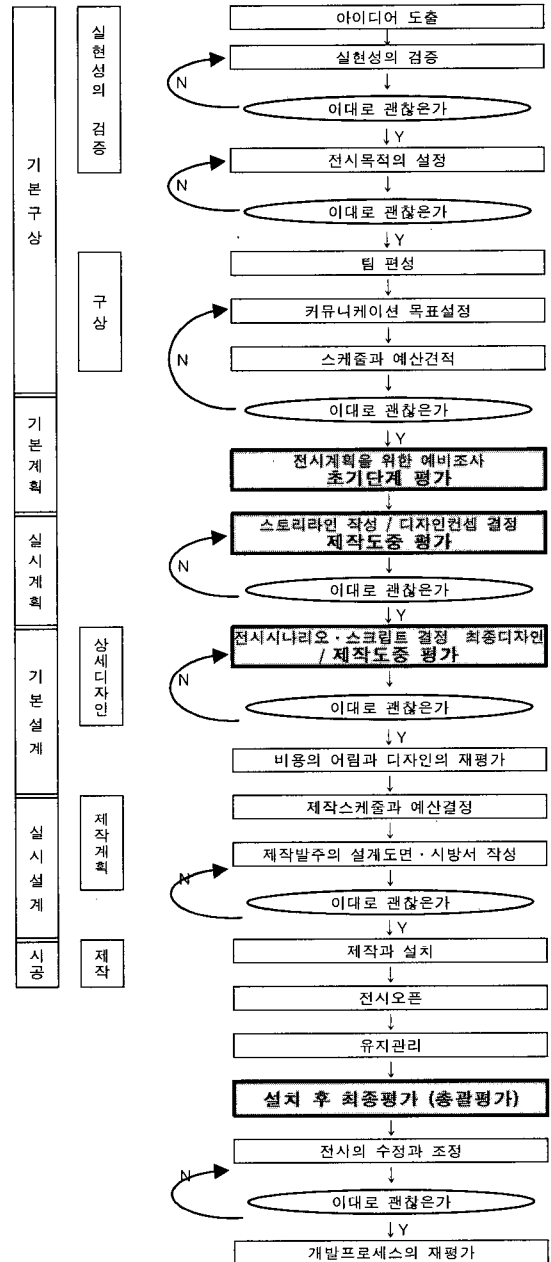 기본구상
실현성의 검증
아이디어 도출
실현성의 검증
N
이대로 괜찮은가
Y
전시목적의 설정
N
이대로 괜찮은가
Y
구상
팀 편성
커뮤니케이션 목표설정
N
스케줄과 예산견적
이대로 괜찮은가
Y
기본계획
전시계획을 위한 예비조사
초기단계 평가
실시계획
스토리라인 작성 / 디자인컨셉 결정
제작도중 평가
N
이대로 괜찮은가
Y
기본설계
상세디자인
전시시나리오·스크립트 결정 최종디자인
/ 제작도중 평가
N
이대로 괜찮은가
Y
비용의 어림과 디자인의 재평가
실시설계
제작계획
제작스케줄과 예산결정
제작발주의 설계도면·시방서 작성
N
이대로 괜찮은가
Y
시공
제작
제작과 설치
전시오픈
유지관리
설치 후 최종평가 (총괄평가)
전사의 수정과 조정
N
이대로 괜찮은가
Y
개발프로세스의 재평가